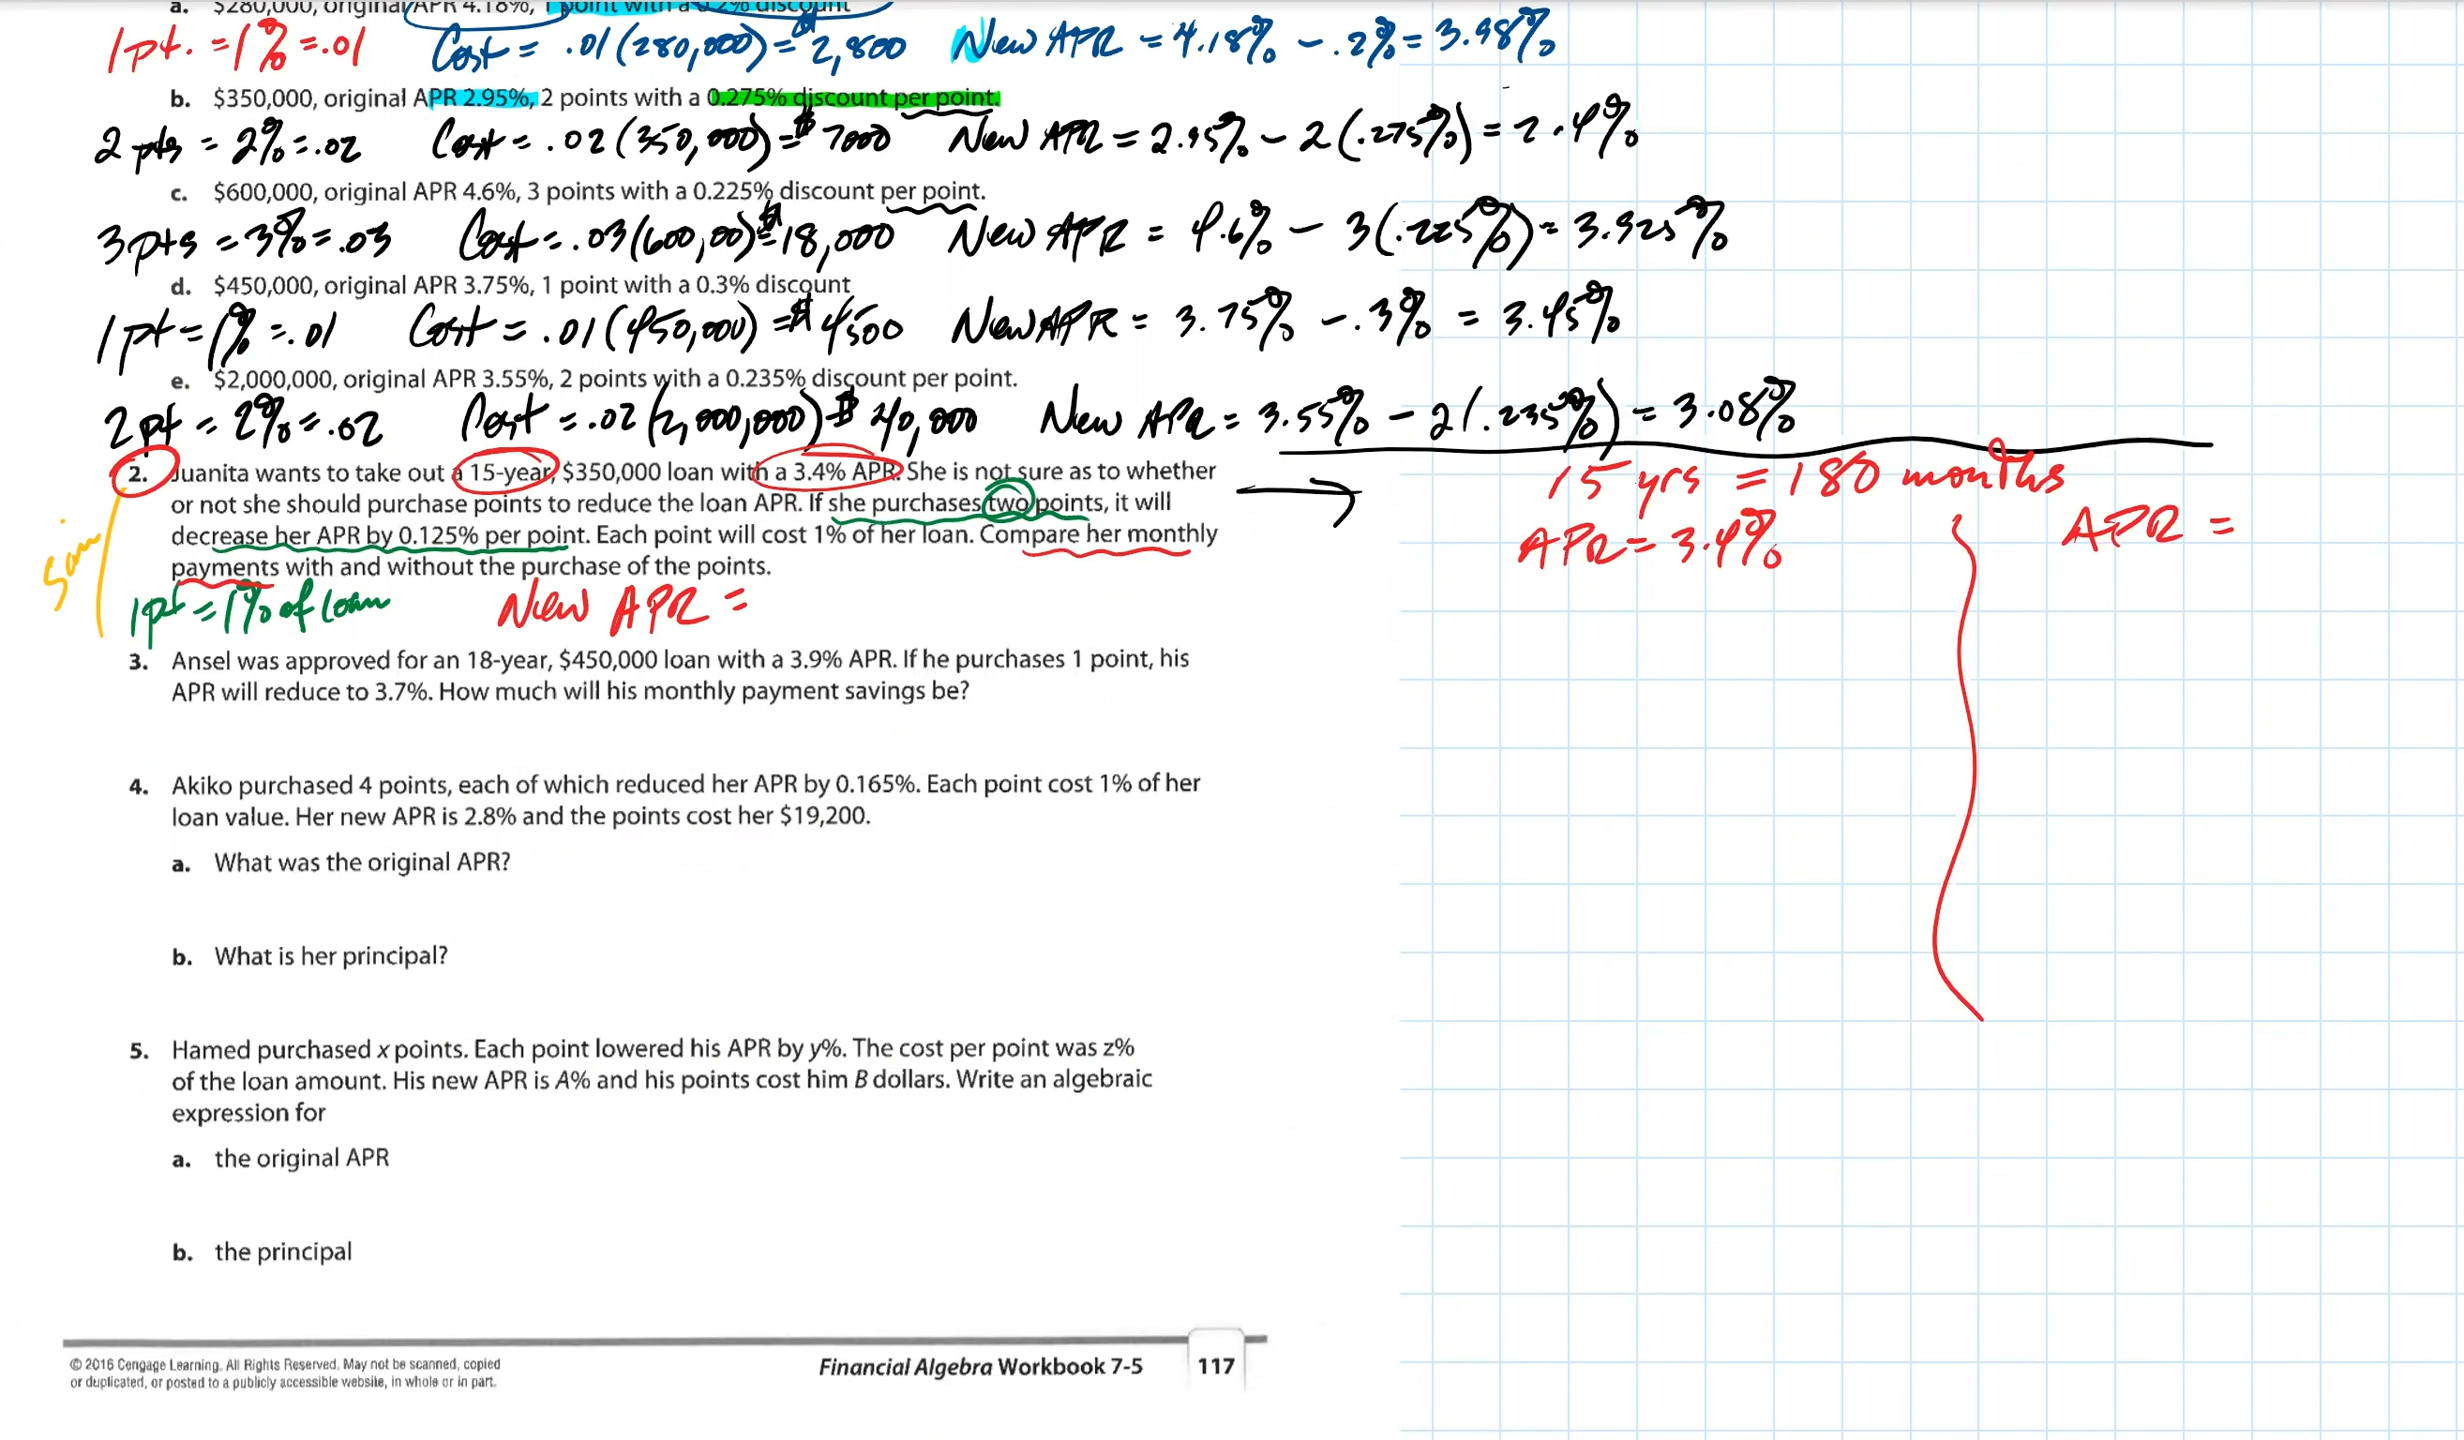 a. $280,000, original APR 4.18%, 1 point with a 0.2% discount
1pt. = 1% = .01 Cost = .01(280,000) = $2,800 New APR = 4.18% - .2% = 3.98%
b. $350,000, original APR 2.95%, 2 points with a 0.275% discount per point.
2 pts = 2% = .02 Cost = .02(350,000) = $7000 New APR = 2.95% - 2(.275%) = 2.4%
c. $600,000, original APR 4.6%, 3 points with a 0.225% discount per point.
3pts = 3% = .03 Cost = .03(600,00) = $18,000 New APR = 4.6% - 3(.225%) = 3.925%
d. $450,000, original APR 3.75%, 1 point with a 0.3% discount
1pt = 1% = .01 Cost = .01(450,000) = $4500 New APR = 3.75% - .3% = 3.45%
e. $2,000,000, original APR 3.55%, 2 points with a 0.235% discount per point.
2pt = 2% = .02 Cost = .02(2,000,000) = $40,000 New APR = 3.55% - 2(.235%) = 3.08%
2. Juanita wants to take out a 15-year, $350,000 loan with a 3.4% APR. She is not sure as to whether
or not she should purchase points to reduce the loan APR. If she purchases two points, it will
decrease her APR by 0.125% per point. Each point will cost 1% of her loan. Compare her monthly
payments with and without the purchase of the points.
1pt = 1% of loan New APR =
15 yrs = 180 months
APR = 3.4% APR =
3. Ansel was approved for an 18-year, $450,000 loan with a 3.9% APR. If he purchases 1 point, his
APR will reduce to 3.7%. How much will his monthly payment savings be?
4. Akiko purchased 4 points, each of which reduced her APR by 0.165%. Each point cost 1% of her
loan value. Her new APR is 2.8% and the points cost her $19,200.
a. What was the original APR?
b. What is her principal?
5. Hamed purchased x points. Each point lowered his APR by y%. The cost per point was z%
of the loan amount. His new APR is A% and his points cost him B dollars. Write an algebraic
expression for
a. the original APR
b. the principal
© 2016 Cengage Learning. All Rights Reserved. May not be scanned, copied
or duplicated, or posted to a publicly accessible website, in whole or in part.
Financial Algebra Workbook 7-5 117